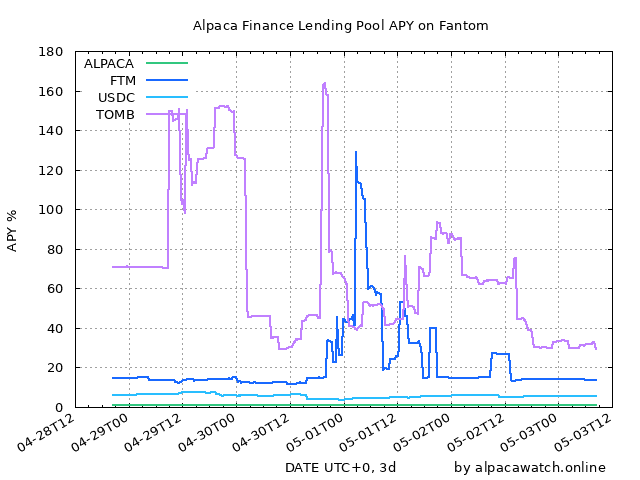 Alpaca Finance Lending Pool APY on Fantom
ALPACA
FTM
USDC
TOMB
APY %
180
160
140
120
100
80
60
40
20
0
04-28T12
04-29T00
04-29T12
04-30T00
04-30T12
05-01T00
05-01T12
05-02T00
05-02T12
05-03T00
05-03T12
DATE UTC+0, 3d
by alpacawatch.online